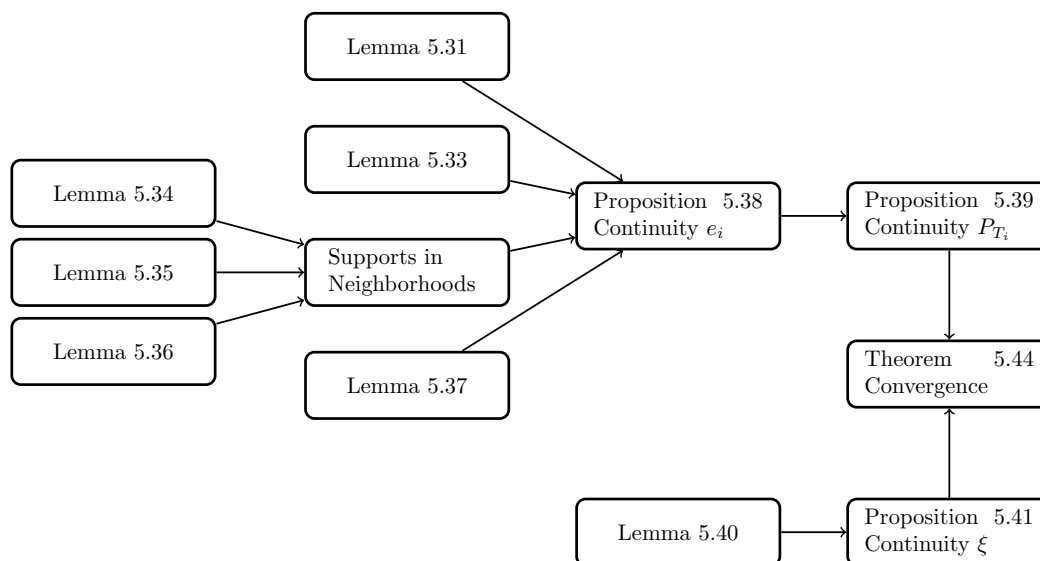 Lemma 5.31
Lemma 5.33
Lemma 5.34
Lemma 5.35
Lemma 5.36
Supports in
Neighborhoods
Lemma 5.37
Proposition 5.38
Continuity $e_i$
Proposition 5.39
Continuity $P_{T_i}$
Theorem 5.44
Convergence
Lemma 5.40
Proposition 5.41
Continuity $\xi$